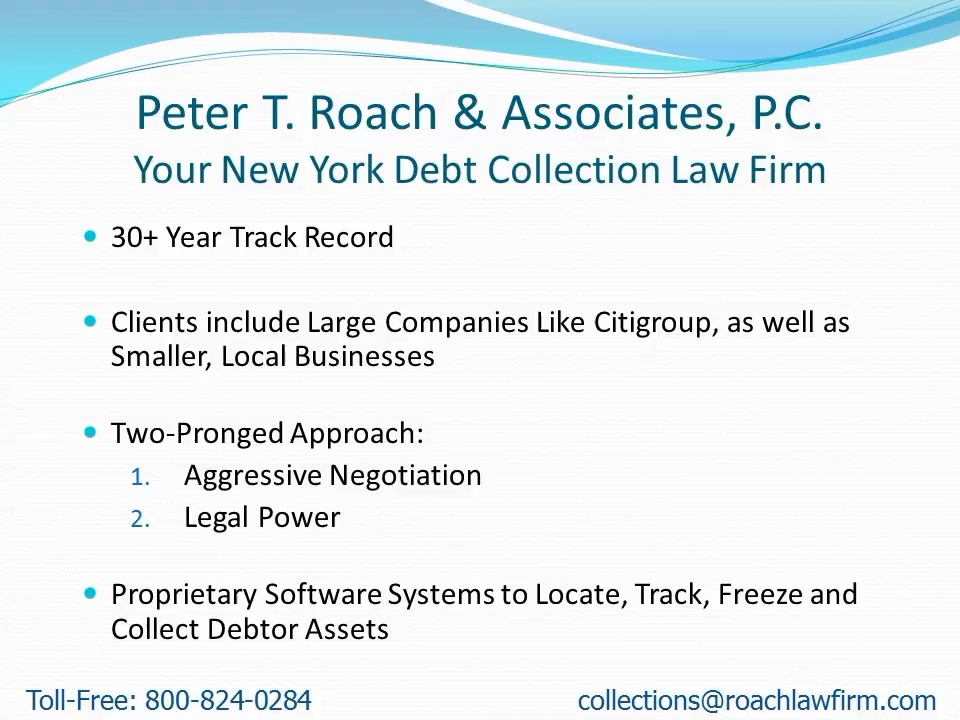 Peter T. Roach & Associates, P.C.
Your New York Debt Collection Law Firm
• 30+ Year Track Record
• Clients include Large Companies Like Citigroup, as well as
Smaller, Local Businesses
• Two-Pronged Approach:
1. Aggressive Negotiation
2. Legal Power
• Proprietary Software Systems to Locate, Track, Freeze and
Collect Debtor Assets
Toll-Free: 800-824-0284
collections@roachlawfirm.com